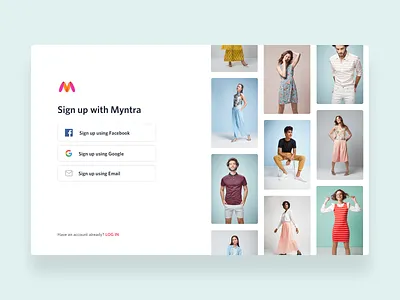 Sign up with Myntra
Sign up using Facebook
Sign up using Google
Sign up using Email
Have an account already? LOG IN